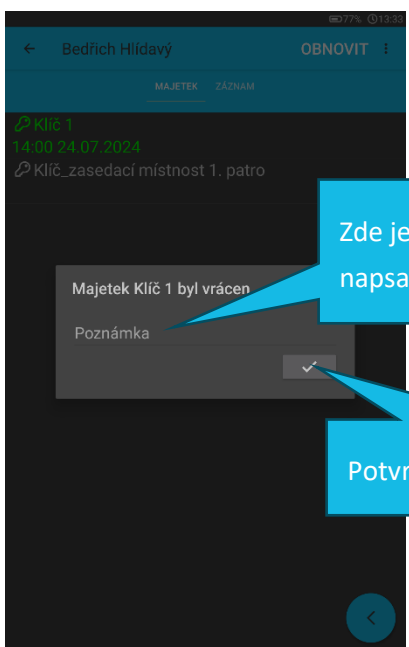 77% 13:33
Bedřich Hlídavý OBNOVIT
MAJETEK ZÁZNAM
Klíč 1
14:00 24.07.2024
Klíč_zasedací místnost 1. patro
Zde je
napsa
Majetek Klíč 1 byl vrácen
Poznámka
Potvr